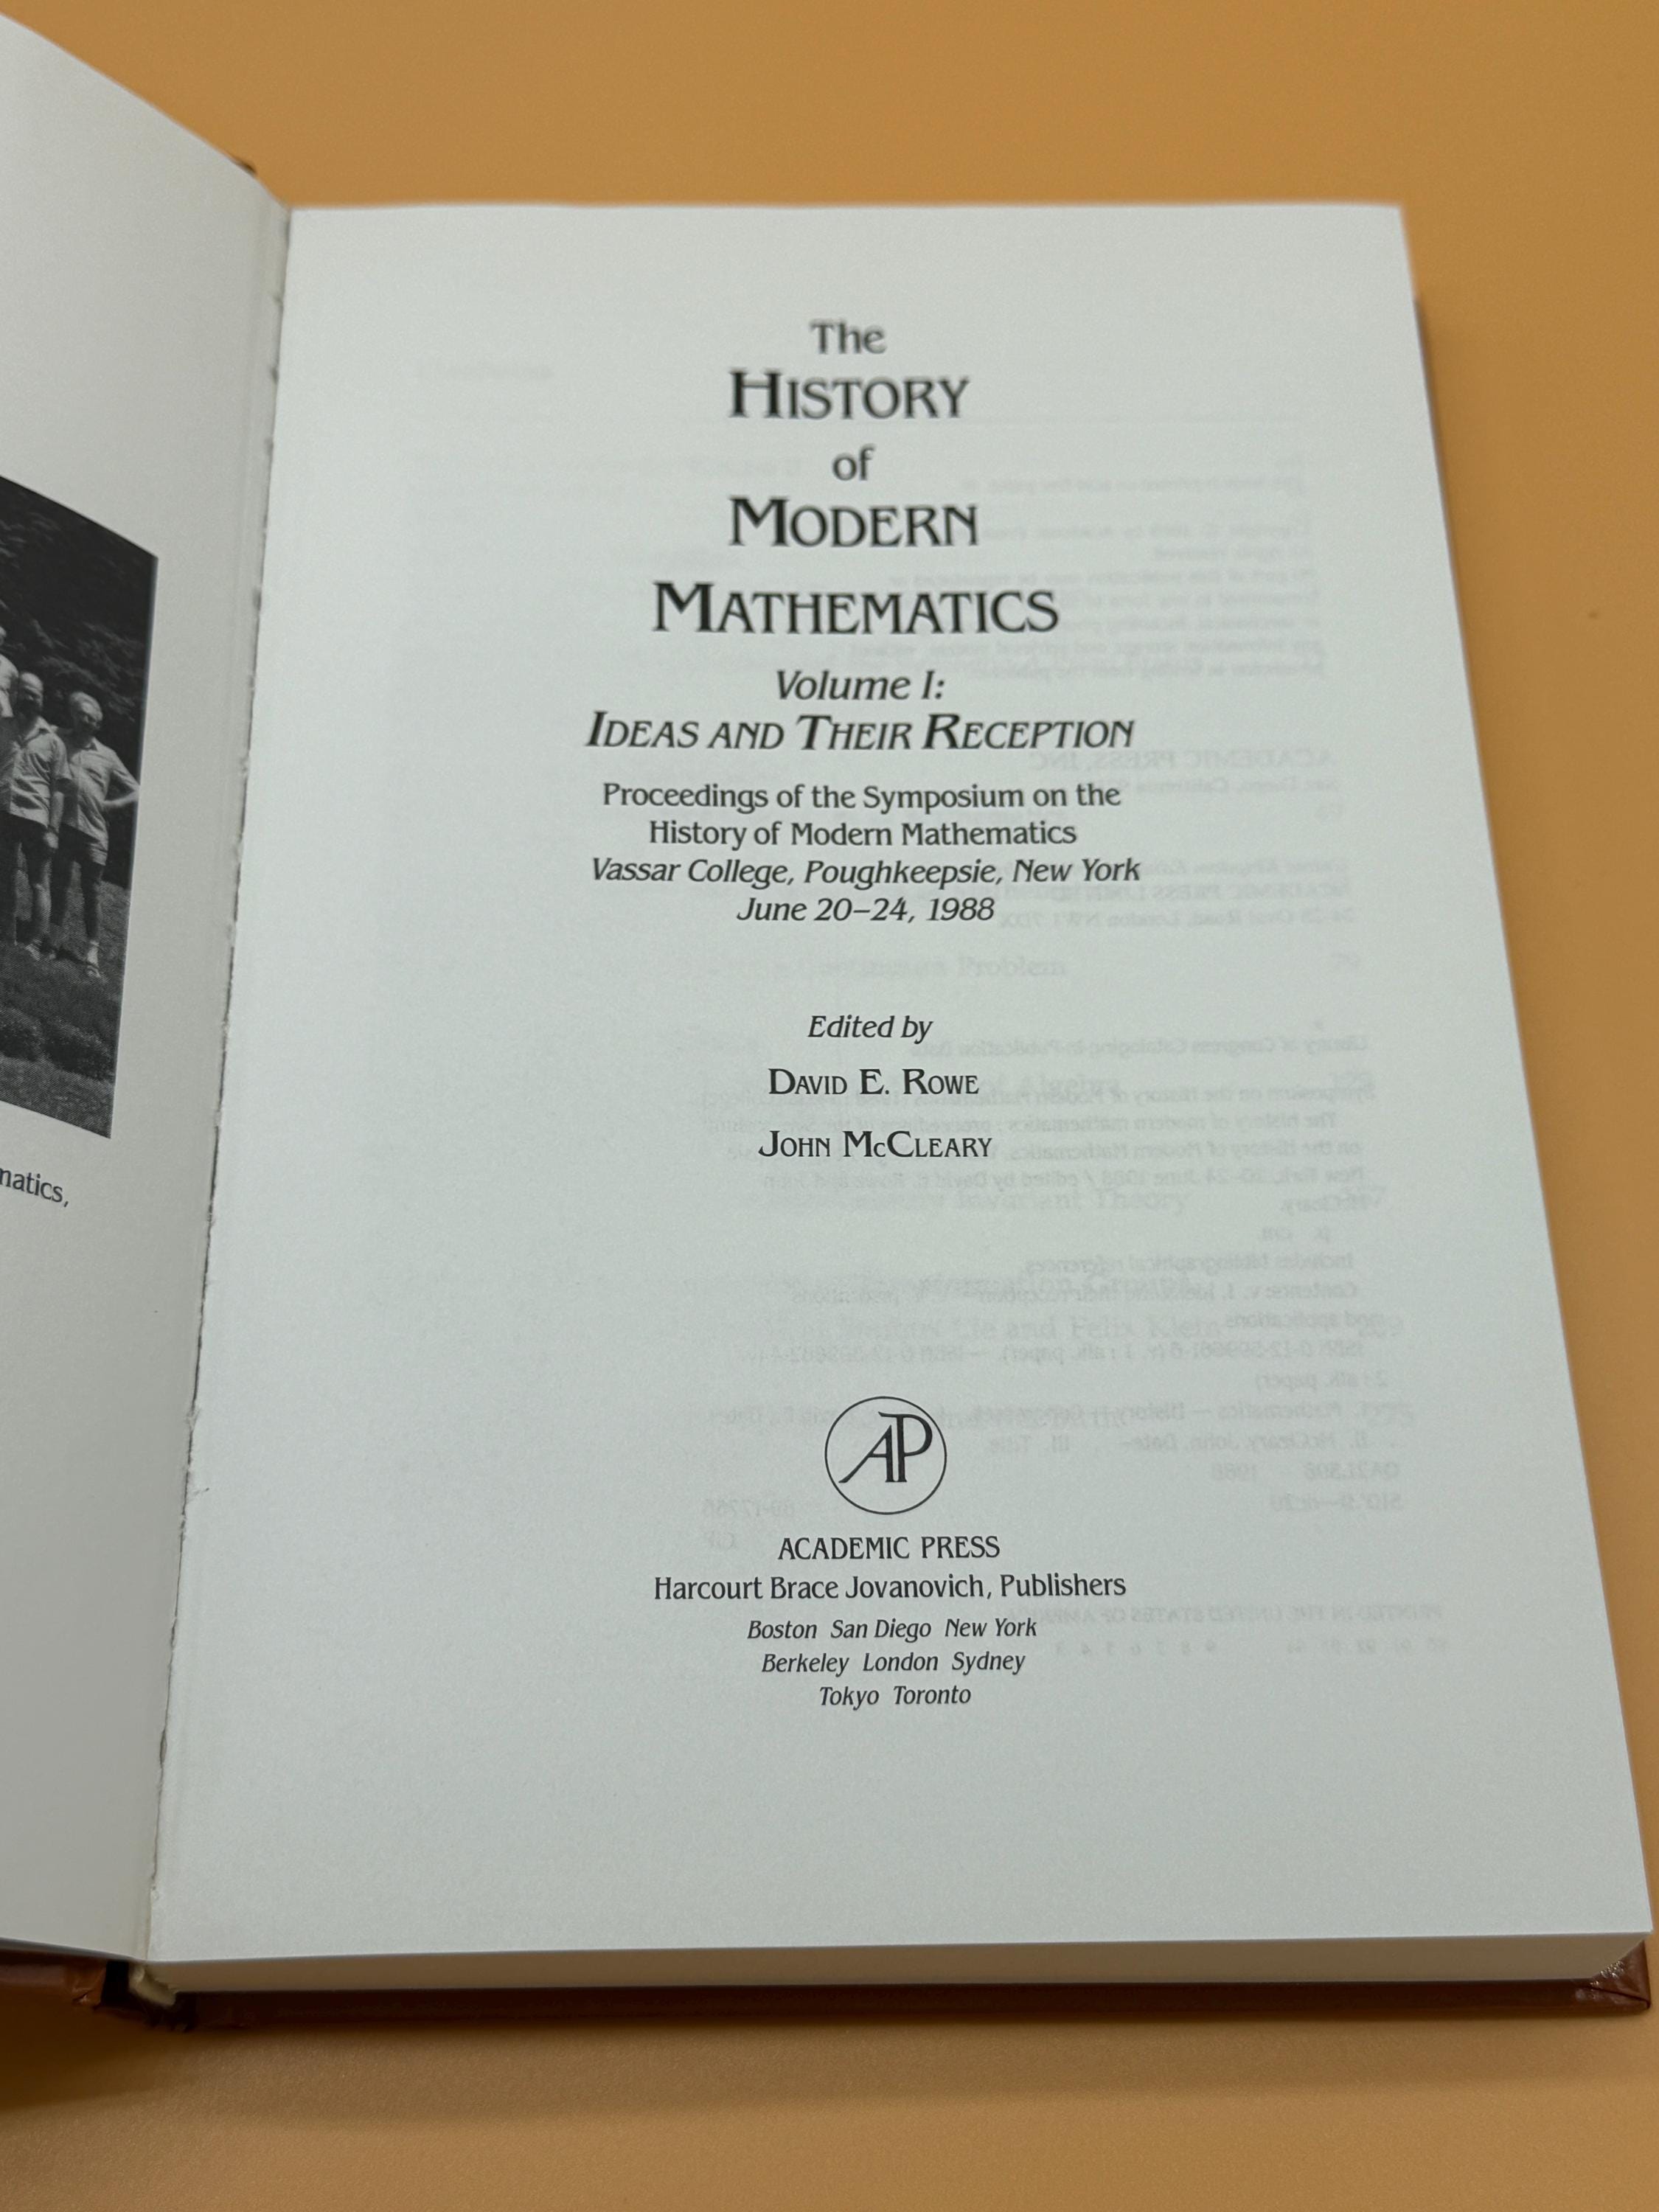 matics,
The
HISTORY
of
MODERN
MATHEMATICS
Volume I:
IDEAS AND THEIR RECEPTION
Proceedings of the Symposium on the
History of Modern Mathematics
Vassar College, Poughkeepsie, New York
June 20–24, 1988
Edited by
DAVID E. ROWE
JOHN MCCLEARY
AP
ACADEMIC PRESS
Harcourt Brace Jovanovich, Publishers
Boston San Diego New York
Berkeley London Sydney
Tokyo Toronto